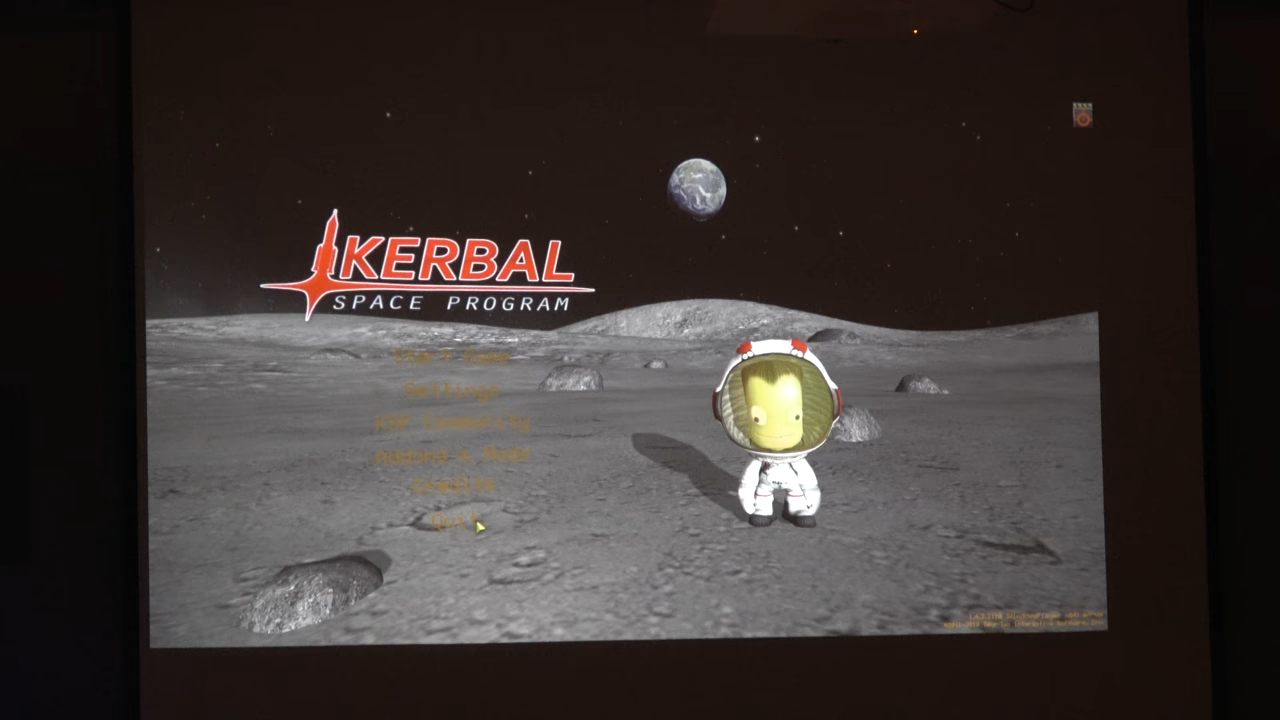 KERBAL
SPACE PROGRAM
Start Game
Settings
KSP Community
Addons & Mods
Credits
Quit